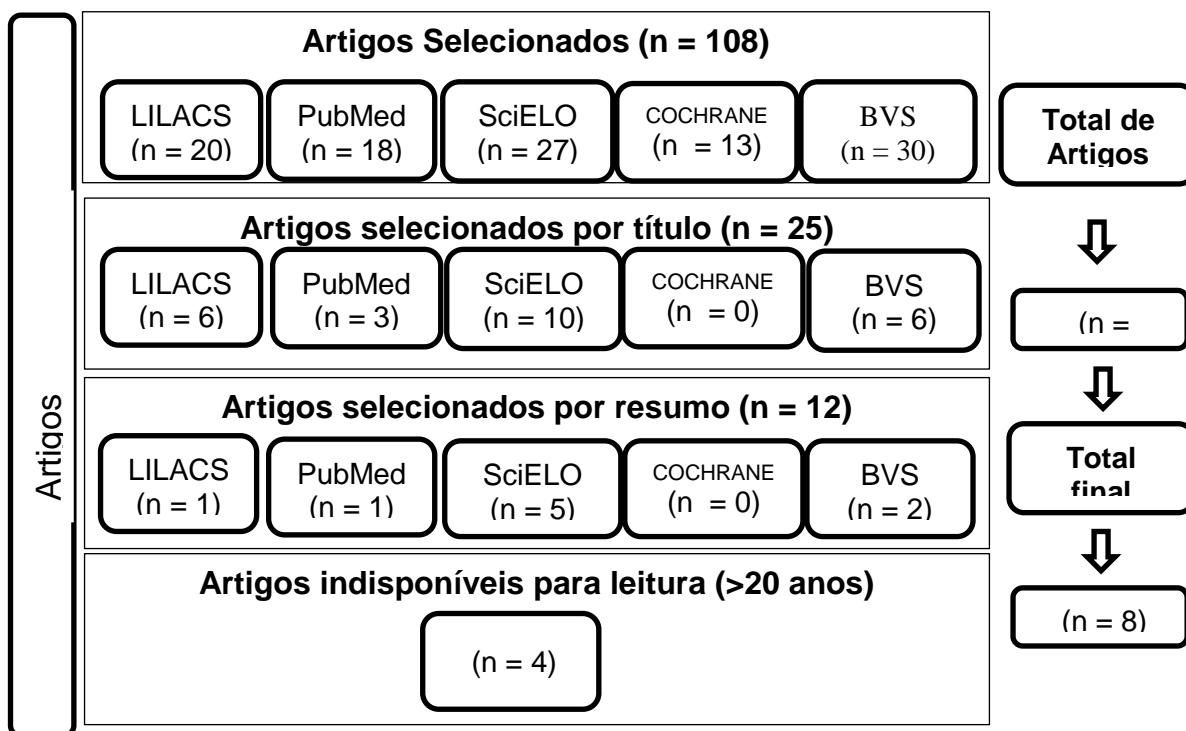 Artigos
Artigos Selecionados (n = 108)
LILACS
(n = 20)
PubMed
(n = 18)
SciELO
(n = 27)
COCHRANE
(n = 13)
BVS
(n = 30)
Artigos selecionados por título (n = 25)
LILACS
(n = 6)
PubMed
(n = 3)
SciELO
(n = 10)
COCHRANE
(n = 0)
BVS
(n = 6)
Artigos selecionados por resumo (n = 12)
LILACS
(n = 1)
PubMed
(n = 1)
SciELO
(n = 5)
COCHRANE
(n = 0)
BVS
(n = 2)
Artigos indisponíveis para leitura (>20 anos)
(n = 4)
Total de
Artigos
(n =
Total
final
(n = 8)